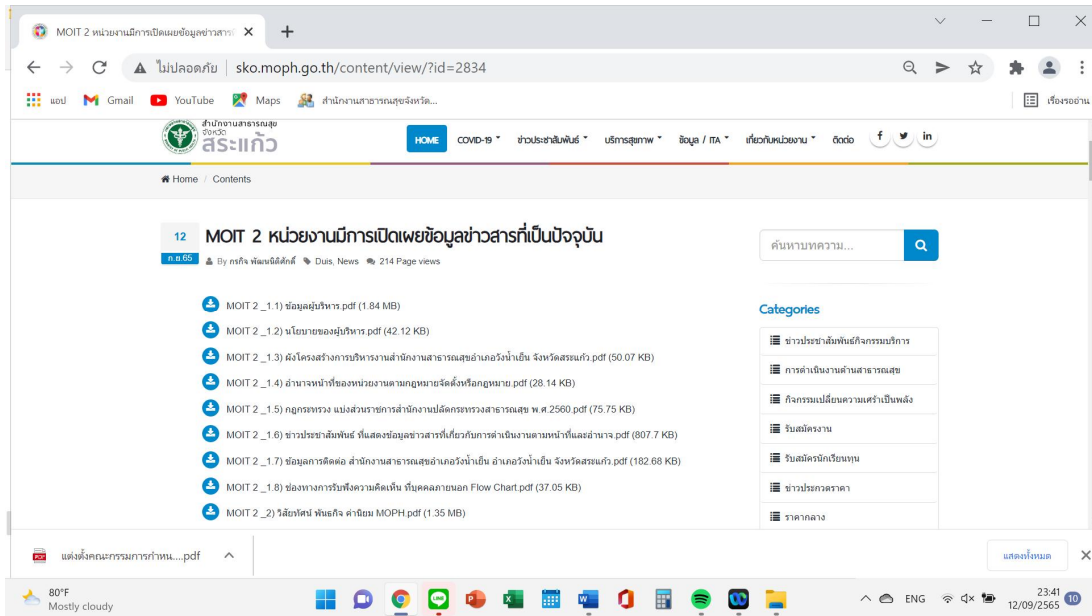 MOIT 2 หน่วยงานมีการเปิดเผยข้อมูลข่าวสาร
ไม่ปลอดภัย | sko.moph.go.th/content/view/?id=2834
แอป Gmail YouTube Maps สำนักงานสาธารณสุขจังหวัด... เรื่องรออ่าน
สำนักงานสาธารณสุข
จังหวัด
สระแก้ว
HOME COVID-19 ข่าวประชาสัมพันธ์ บริการสุขภาพ ข้อมูล / ITA เกี่ยวกับหน่วยงาน ติดต่อ
Home / Contents
12
ก.ย.65
MOIT 2 หน่วยงานมีการเปิดเผยข้อมูลข่าวสารที่เป็นปัจจุบัน
By กรกิจ พัฒนนิติศักดิ์ Duis, News 214 Page views
MOIT 2 _1.1) ข้อมูลผู้บริหาร.pdf (1.84 MB)
MOIT 2 _1.2) นโยบายของผู้บริหาร.pdf (42.12 KB)
MOIT 2 _1.3) ผังโครงสร้างการบริหารงานสำนักงานสาธารณสุขอำเภอวังน้ำเย็น จังหวัดสระแก้ว.pdf (50.07 KB)
MOIT 2 _1.4) อำนาจหน้าที่ของหน่วยงานตามกฎหมายจัดตั้งหรือกฎหมาย.pdf (28.14 KB)
MOIT 2 _1.5) กฎกระทรวง แบ่งส่วนราชการสำนักงานปลัดกระทรวงสาธารณสุข พ.ศ.2560.pdf (75.75 KB)
MOIT 2 _1.6) ข่าวประชาสัมพันธ์ ที่แสดงข้อมูลข่าวสารที่เกี่ยวกับการดำเนินงานตามหน้าที่และอำนาจ.pdf (807.7 KB)
MOIT 2 _1.7) ข้อมูลการติดต่อ สำนักงานสาธารณสุขอำเภอวังน้ำเย็น อำเภอวังน้ำเย็น จังหวัดสระแก้ว.pdf (182.68 KB)
MOIT 2 _1.8) ช่องทางการรับฟังความคิดเห็น ที่บุคคลภายนอก Flow Chart.pdf (37.05 KB)
MOIT 2 _2) วิสัยทัศน์ พันธกิจ ค่านิยม MOPH.pdf (1.35 MB)
ค้นหาบทความ...
Categories
ข่าวประชาสัมพันธ์กิจกรรมบริการ
การดำเนินงานด้านสาธารณสุข
กิจกรรมเปลี่ยนความเศร้าเป็นพลัง
รับสมัครงาน
รับสมัครนักเรียนทุน
ข่าวประกวดราคา
ราคากลาง
แต่งตั้งคณะกรรมการกำหน....pdf
แสดงทั้งหมด
80°F
Mostly cloudy
ENG
23:41
12/09/2565
10